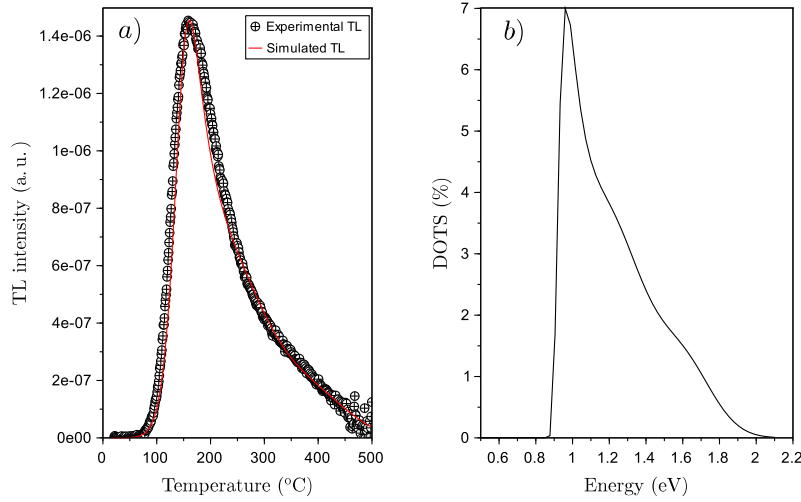 a)
Experimental TL
Simulated TL
1.4e-06
1.2e-06
1e-06
8e-07
6e-07
4e-07
2e-07
0e00
0 100 200 300 400 500
TL intensity (a. u.)
Temperature (°C)
b)
7
6
5
4
3
2
1
0
0.6 0.8 1 1.2 1.4 1.6 1.8 2 2.2
DOTS (%)
Energy (eV)